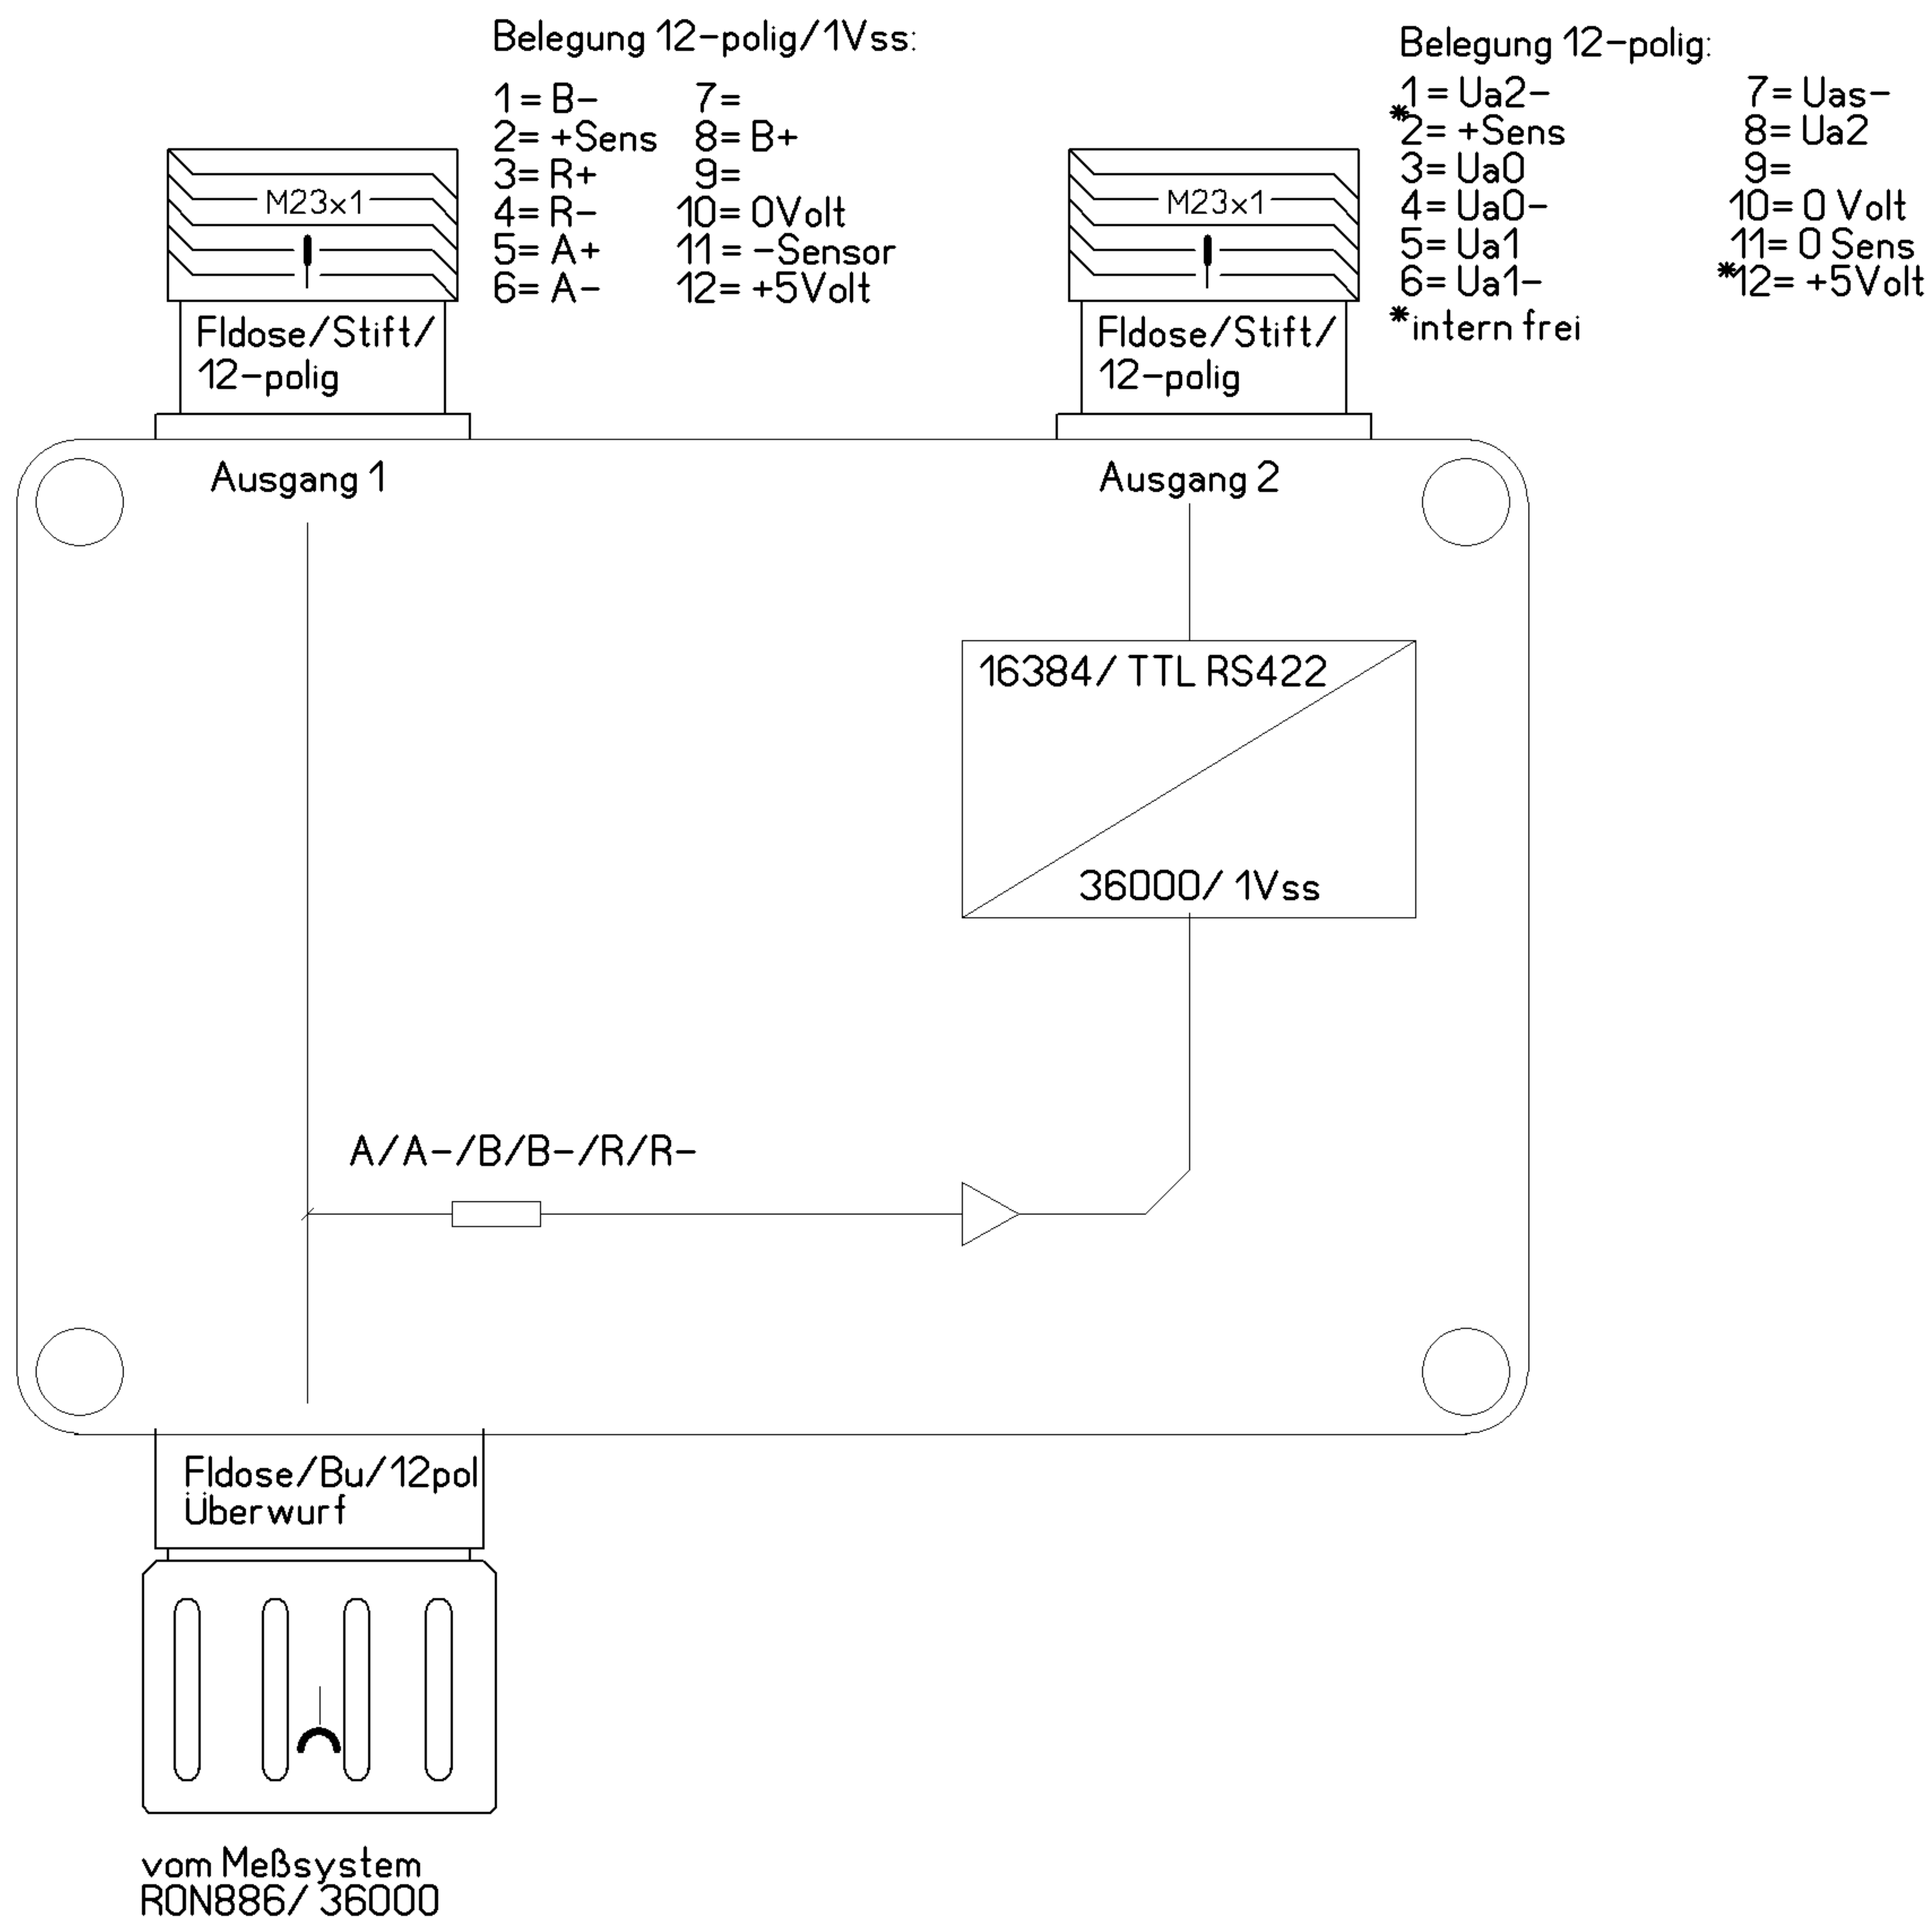 Belegung 12-polig/1Vss:
1= B- 7=
2= +Sens 8= B+
3= R+ 9=
4= R- 10= 0Volt
5= A+ 11= -Sensor
6= A- 12= +5Volt
Belegung 12-polig:
1= Ua2- 7= Uas-
*2= +Sens 8= Ua2
3= Ua0 9=
4= Ua0- 10= 0 Volt
5= Ua1 11= 0 Sens
6= Ua1- *12= +5Volt
*intern frei
M23x1
Fldose/Stift/
12-polig
M23x1
Fldose/Stift/
12-polig
Ausgang 1
Ausgang 2
16384/ TTL RS422
36000/ 1Vss
A/A-/B/B-/R/R-
Fldose/Bu/12pol
Überwurf
vom Meßsystem
RON886/ 36000